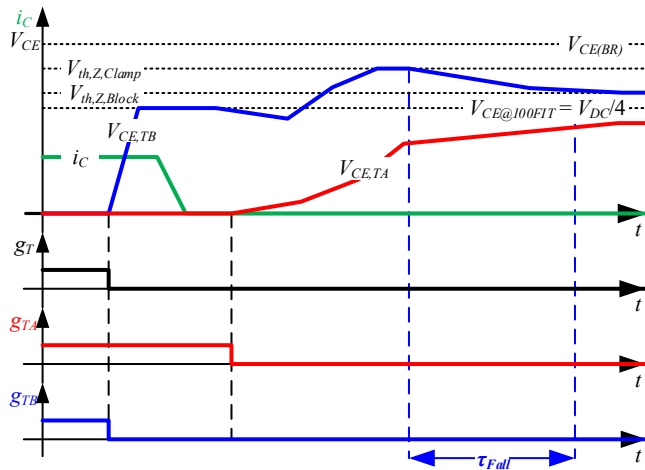 i_C
V_CE
V_CE(BR)
V_th,Z,Clamp
V_th,Z,Block
V_CE@100FIT = V_DC/4
V_CE,TB
i_C
V_CE,TA
t
g_T
t
g_TA
t
g_TB
t
τ_Fall